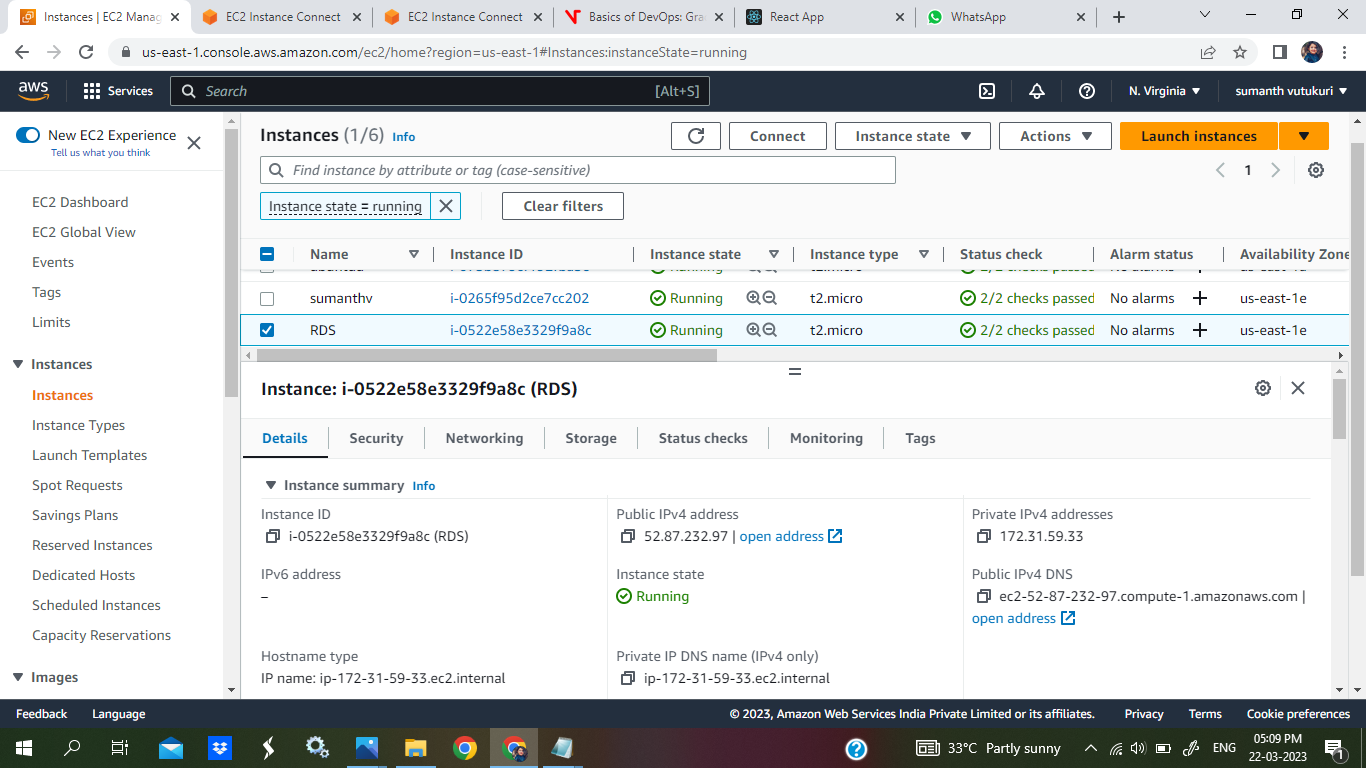 Instances | EC2 Manag
EC2 Instance Connect
EC2 Instance Connect
Basics of DevOps: Gra
React App
WhatsApp
us-east-1.console.aws.amazon.com/ec2/home?region=us-east-1#Instances:instanceState=running
aws
Services
Search
[Alt+S]
N. Virginia
sumanth vutukuri
New EC2 Experience
Tell us what you think
EC2 Dashboard
EC2 Global View
Events
Tags
Limits
Instances
Instances
Instance Types
Launch Templates
Spot Requests
Savings Plans
Reserved Instances
Dedicated Hosts
Scheduled Instances
Capacity Reservations
Images
Instances (1/6) Info
Connect
Instance state
Actions
Launch instances
Find instance by attribute or tag (case-sensitive)
1
Instance state = running
Clear filters
Name Instance ID Instance state Instance type Status check Alarm status Availability Zone
Running t2.micro 2/2 checks passed No alarms us-east-1a
sumanthv i-0265f95d2ce7cc202 Running t2.micro 2/2 checks passed No alarms + us-east-1e
RDS i-0522e58e3329f9a8c Running t2.micro 2/2 checks passed No alarms + us-east-1e
Instance: i-0522e58e3329f9a8c (RDS)
Details Security Networking Storage Status checks Monitoring Tags
Instance summary Info
Instance ID
i-0522e58e3329f9a8c (RDS)
Public IPv4 address
52.87.232.97 | open address
Private IPv4 addresses
172.31.59.33
IPv6 address
–
Instance state
Running
Public IPv4 DNS
ec2-52-87-232-97.compute-1.amazonaws.com |
open address
Hostname type
IP name: ip-172-31-59-33.ec2.internal
Private IP DNS name (IPv4 only)
ip-172-31-59-33.ec2.internal
Feedback Language © 2023, Amazon Web Services India Private Limited or its affiliates. Privacy Terms Cookie preferences
33°C Partly sunny
ENG
05:09 PM
22-03-2023
1